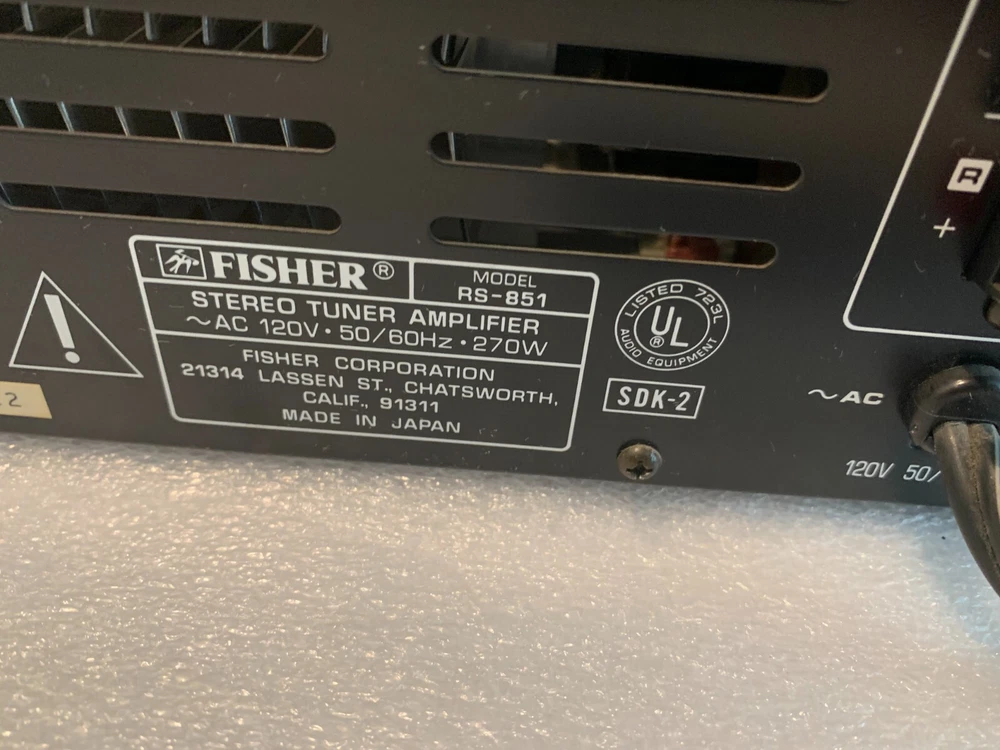 FISHER®
MODEL
RS-851
STEREO TUNER AMPLIFIER
~AC 120V • 50/60Hz • 270W
FISHER CORPORATION
21314 LASSEN ST., CHATSWORTH,
CALIF., 91311
MADE IN JAPAN
LISTED 723L
UL®
AUDIO EQUIPMENT
SDK-2
!
.2
R
+
~AC
120V 50/